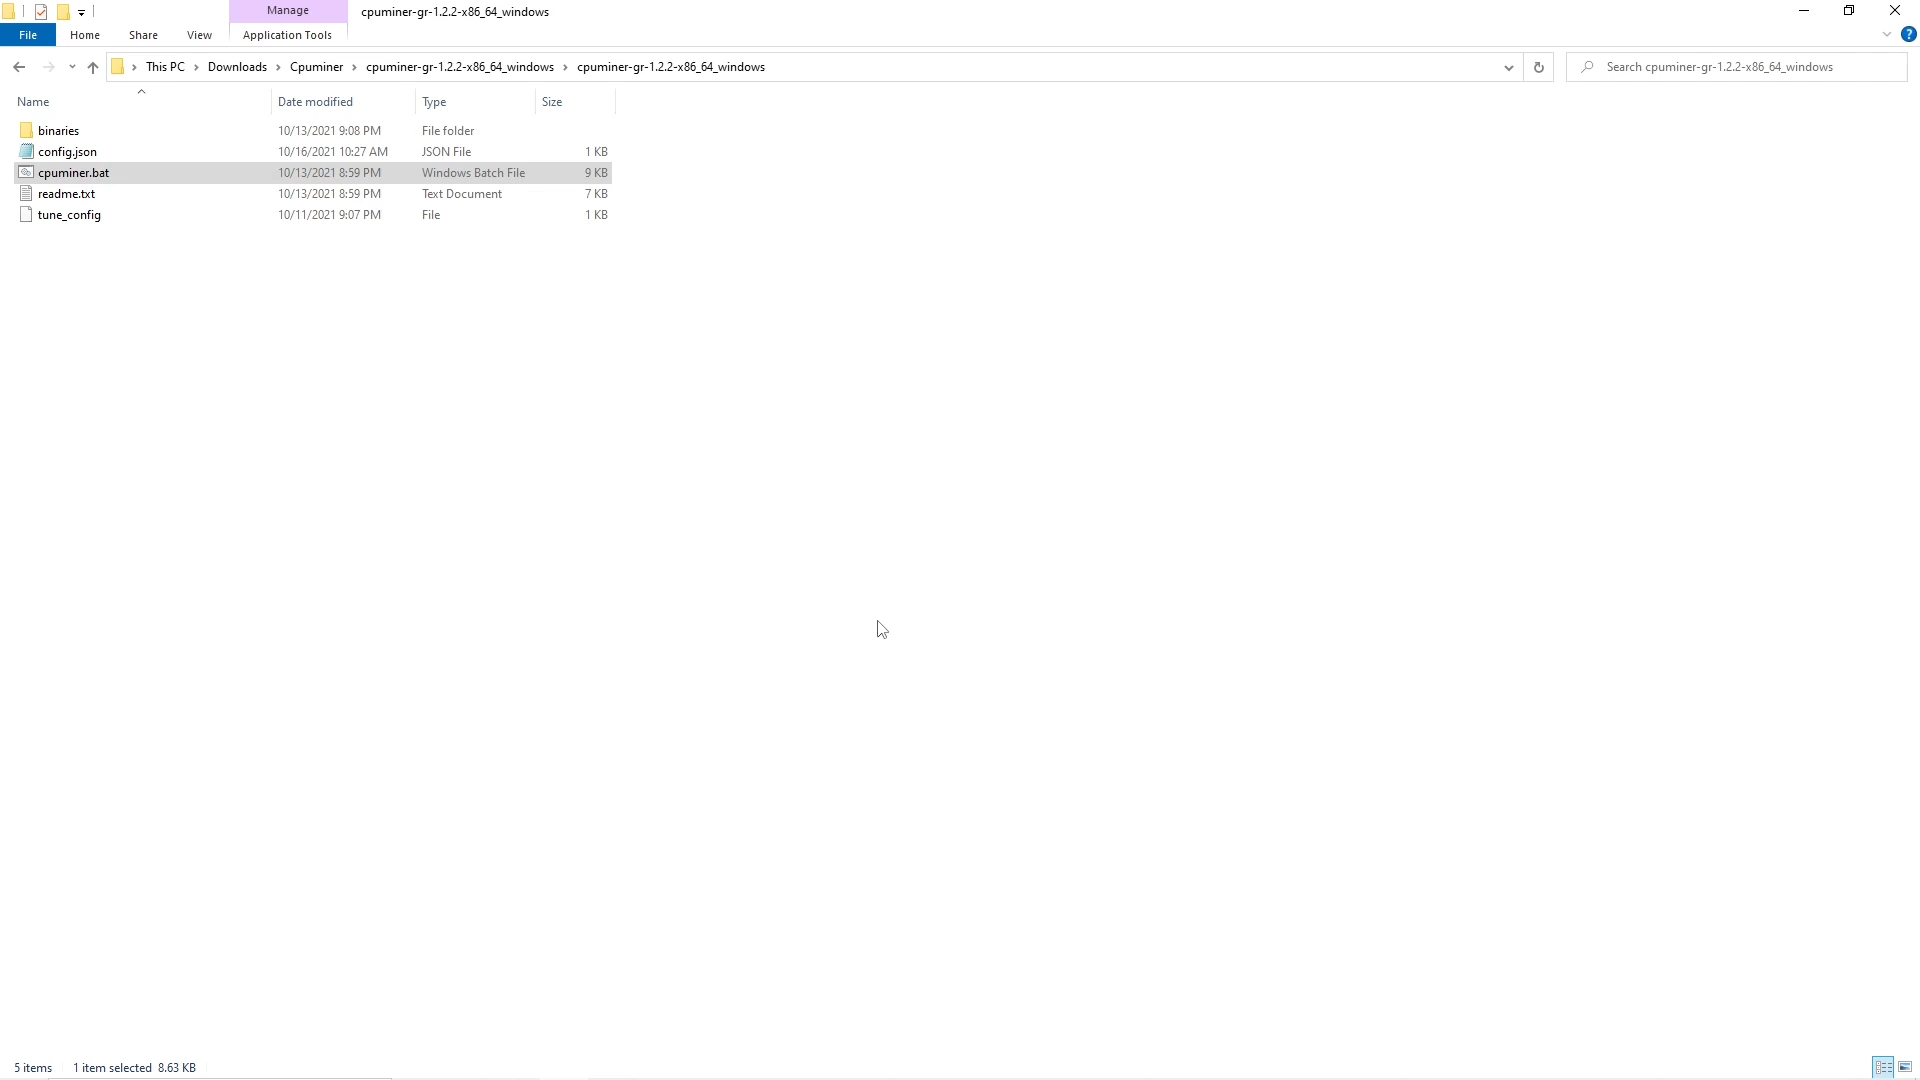 Manage cpuminer-gr-1.2.2-x86_64_windows
File Home Share View Application Tools ?
This PC Downloads Cpuminer cpuminer-gr-1.2.2-x86_64_windows cpuminer-gr-1.2.2-x86_64_windows Search cpuminer-gr-1.2.2-x86_64_windows
Name Date modified Type Size
binaries 10/13/2021 9:08 PM File folder
config.json 10/16/2021 10:27 AM JSON File 1 KB
cpuminer.bat 10/13/2021 8:59 PM Windows Batch File 9 KB
readme.txt 10/13/2021 8:59 PM Text Document 7 KB
tune_config 10/11/2021 9:07 PM File 1 KB
5 items 1 item selected 8.63 KB